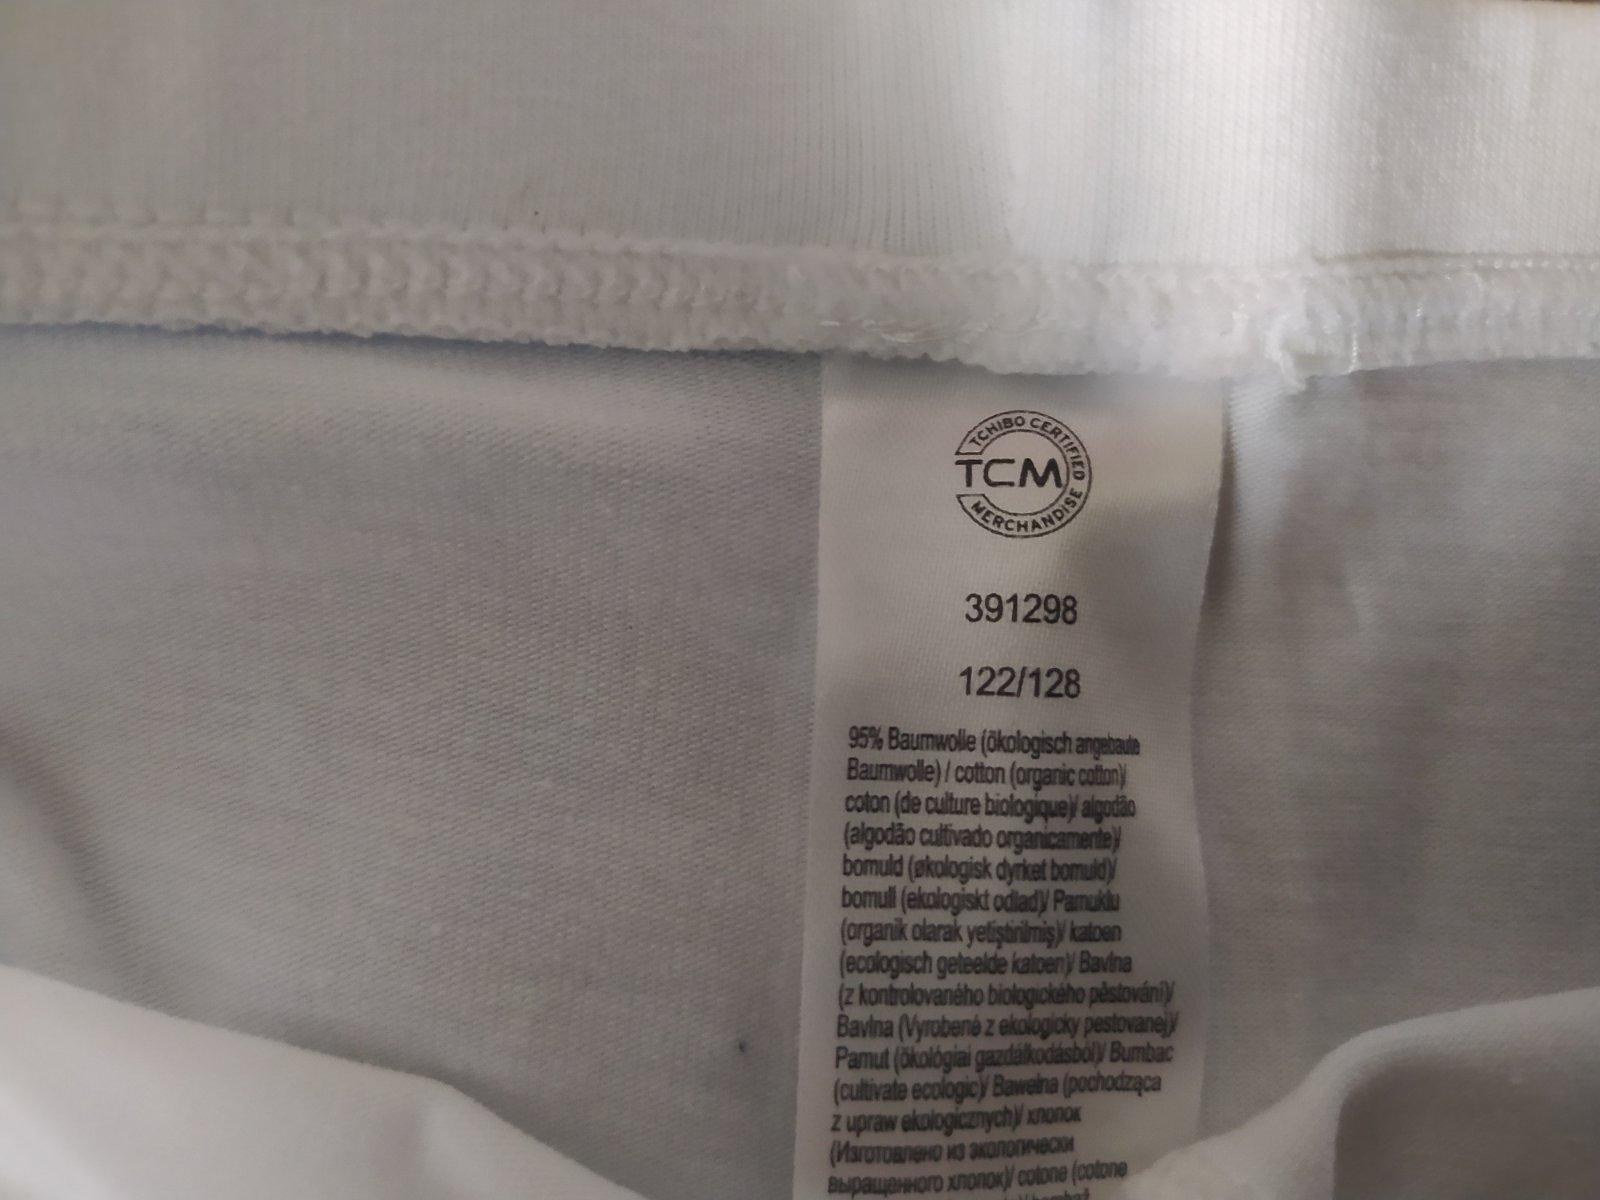 TCHIBO CERTIFIED
TCM
MERCHANDISE
391298
122/128
95% Baumwolle (ökologisch angebaute
Baumwolle) / cotton (organic cotton)/
coton (de culture biologique)/ algodão
(algodão cultivado organicamente)/
bomuld (økologisk dyrket bomuld)/
bomull (ekologiskt odlad)/ Pamuklu
(organik olarak yetiştirilmiş)/ katoen
(ecologisch geteelde katoen)/ Bavlna
(z kontrolovaného biologického pěstování)/
Bavlna (Vyrobené z ekologicky pestovanej)/
Pamut (ökológiai gazdálkodásból)/ Bumbac
(cultivate ecologic)/ Bawełna (pochodząca
z upraw ekologicznych)/ хлопок
(Изготовлено из экологически
выращенного хлопок)/ cotone (cotone